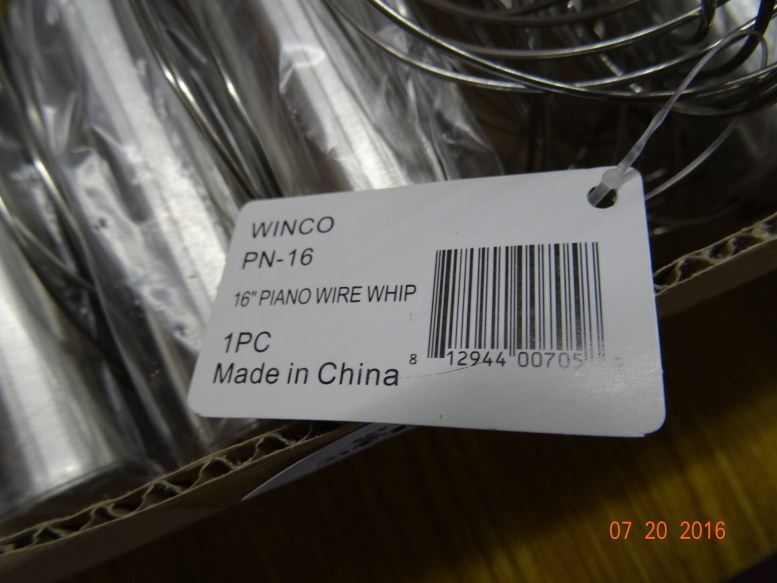 WINCO
PN-16
16" PIANO WIRE WHIP
1PC
Made in China
8 12944 00705
07 20 2016